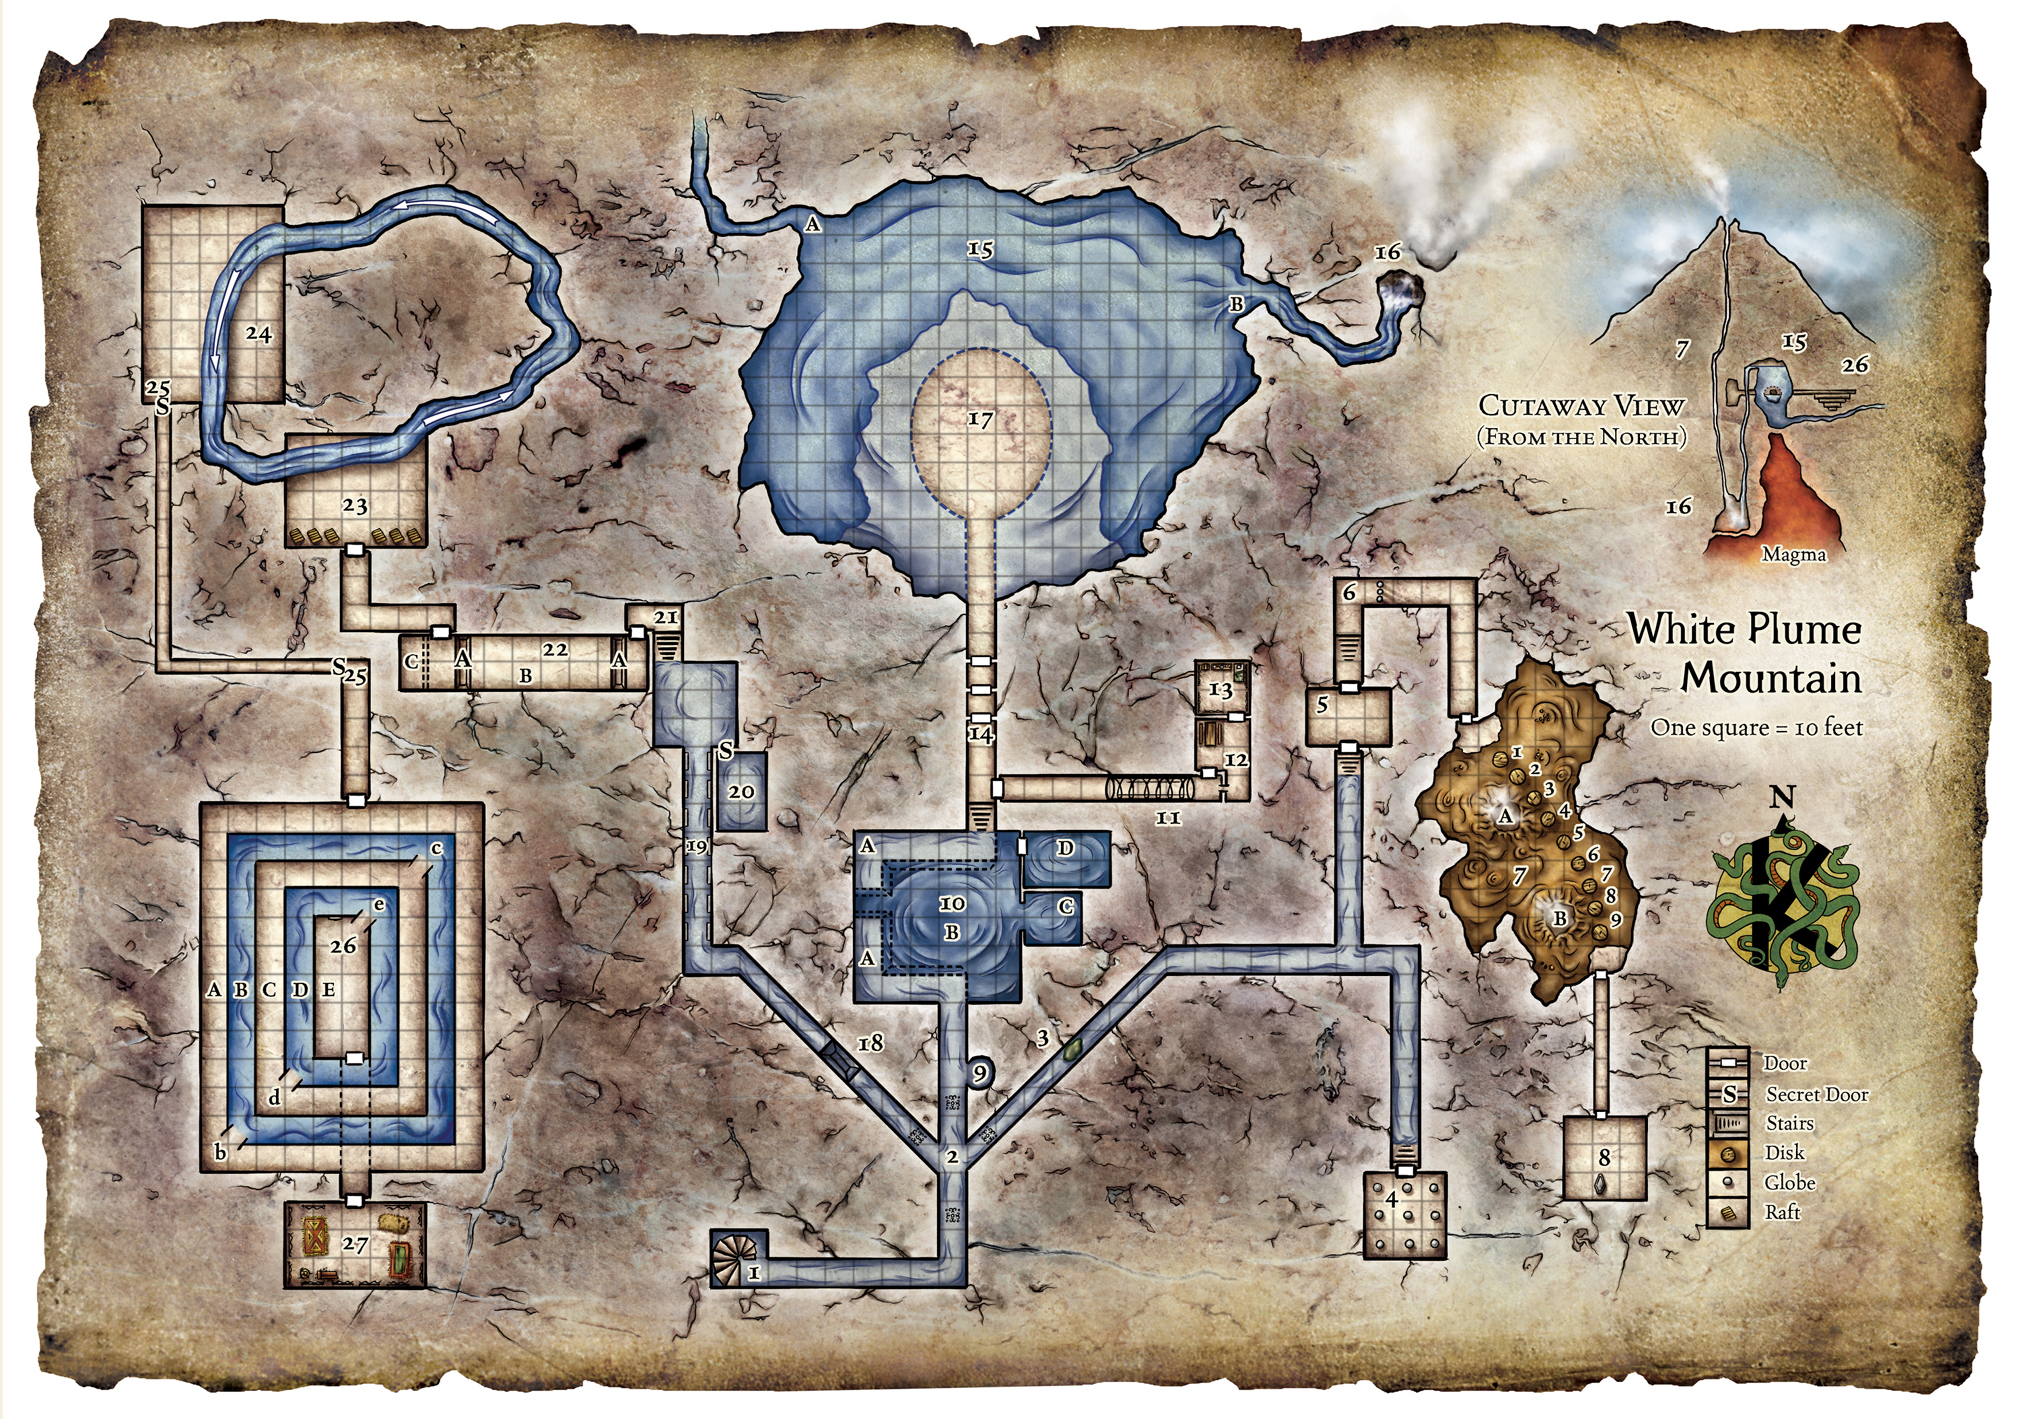 A
15
16
B
24
25
S
17
23
15
7
26
CUTAWAY VIEW
(FROM THE NORTH)
16
Magma
6
21
22
C
A
B
A
S
25
White Plume
Mountain
One square = 10 feet
13
5
14
12
S
20
11
1
2
3
4
A
5
6
7
7
8
B
9
N
19
A
D
10
C
B
A
c
e
26
A
B
C
D
E
d
b
18
3
9
2
8
4
27
1
Door
S
Secret Door
Stairs
Disk
Globe
Raft